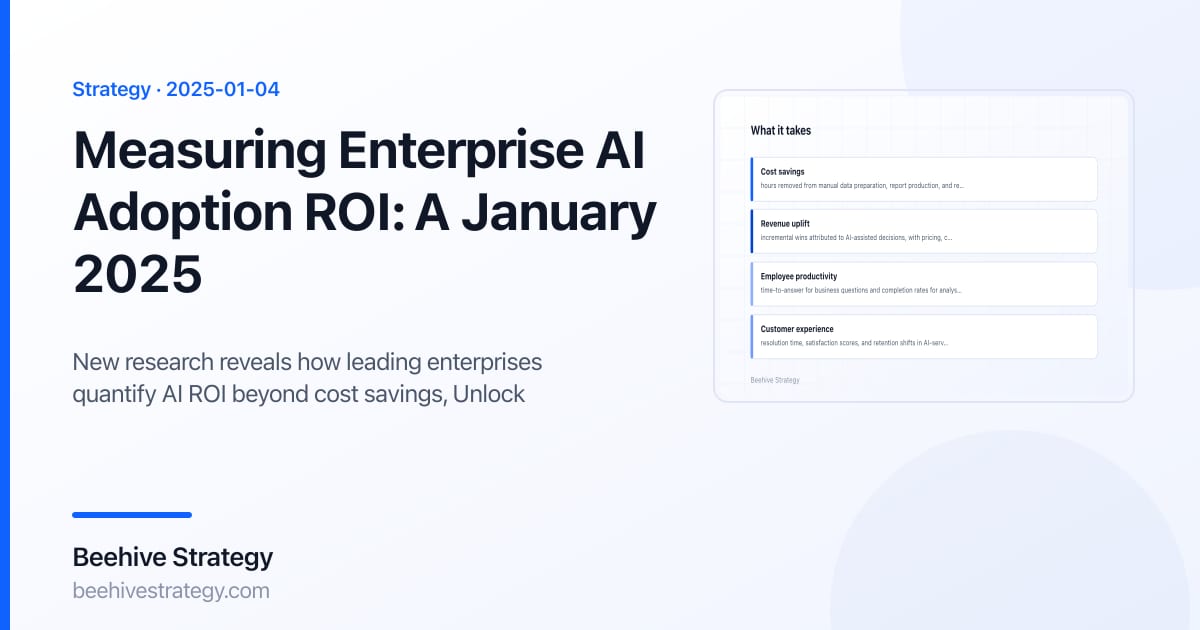 Strategy · 2025-01-04
Measuring Enterprise AI
Adoption ROI: A January
2025
New research reveals how leading enterprises
quantify AI ROI beyond cost savings, Unlock
Beehive Strategy
beehivestrategy.com
What it takes
Cost savings
hours removed from manual data preparation, report production, and re...
Revenue uplift
incremental wins attributed to AI-assisted decisions, with pricing, c...
Employee productivity
time-to-answer for business questions and completion rates for analys...
Customer experience
resolution time, satisfaction scores, and retention shifts in AI-serv...
Beehive Strategy